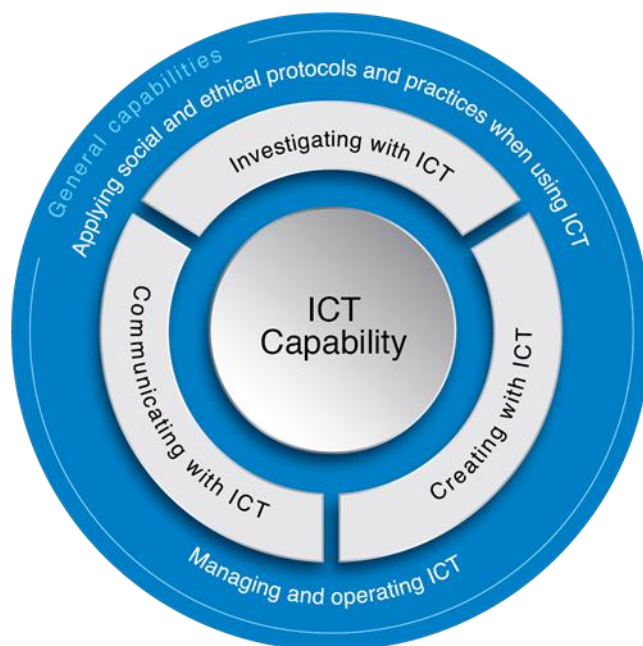 General capabilities
Applying social and ethical protocols and practices when using ICT
Investigating with ICT
Communicating with ICT
Creating with ICT
ICT
Capability
Managing and operating ICT